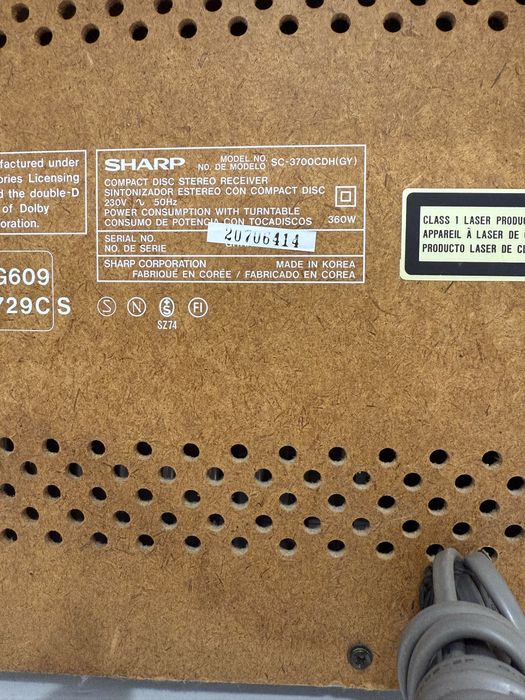 factured under
ories Licensing
d the double-D
of Dolby
oration.
G609
729C S
SHARP
MODEL NO. SC-3700CDH(GY)
NO. DE MODELO
COMPACT DISC STEREO RECEIVER
SINTONIZADOR ESTEREO CON COMPACT DISC
230V ∿ 50Hz
POWER CONSUMPTION WITH TURNTABLE
CONSUMO DE POTENCIA CON TOCADISCOS 360W
SERIAL NO.
NO. DE SERIE
20706414
SHARP CORPORATION MADE IN KOREA
FABRIQUÉ EN CORÉE / FABRICADO EN COREA
S N S FI
SZ74
CLASS 1 LASER PRODU
APPAREIL À LASER DE
PRODUCTO LASER DE CL